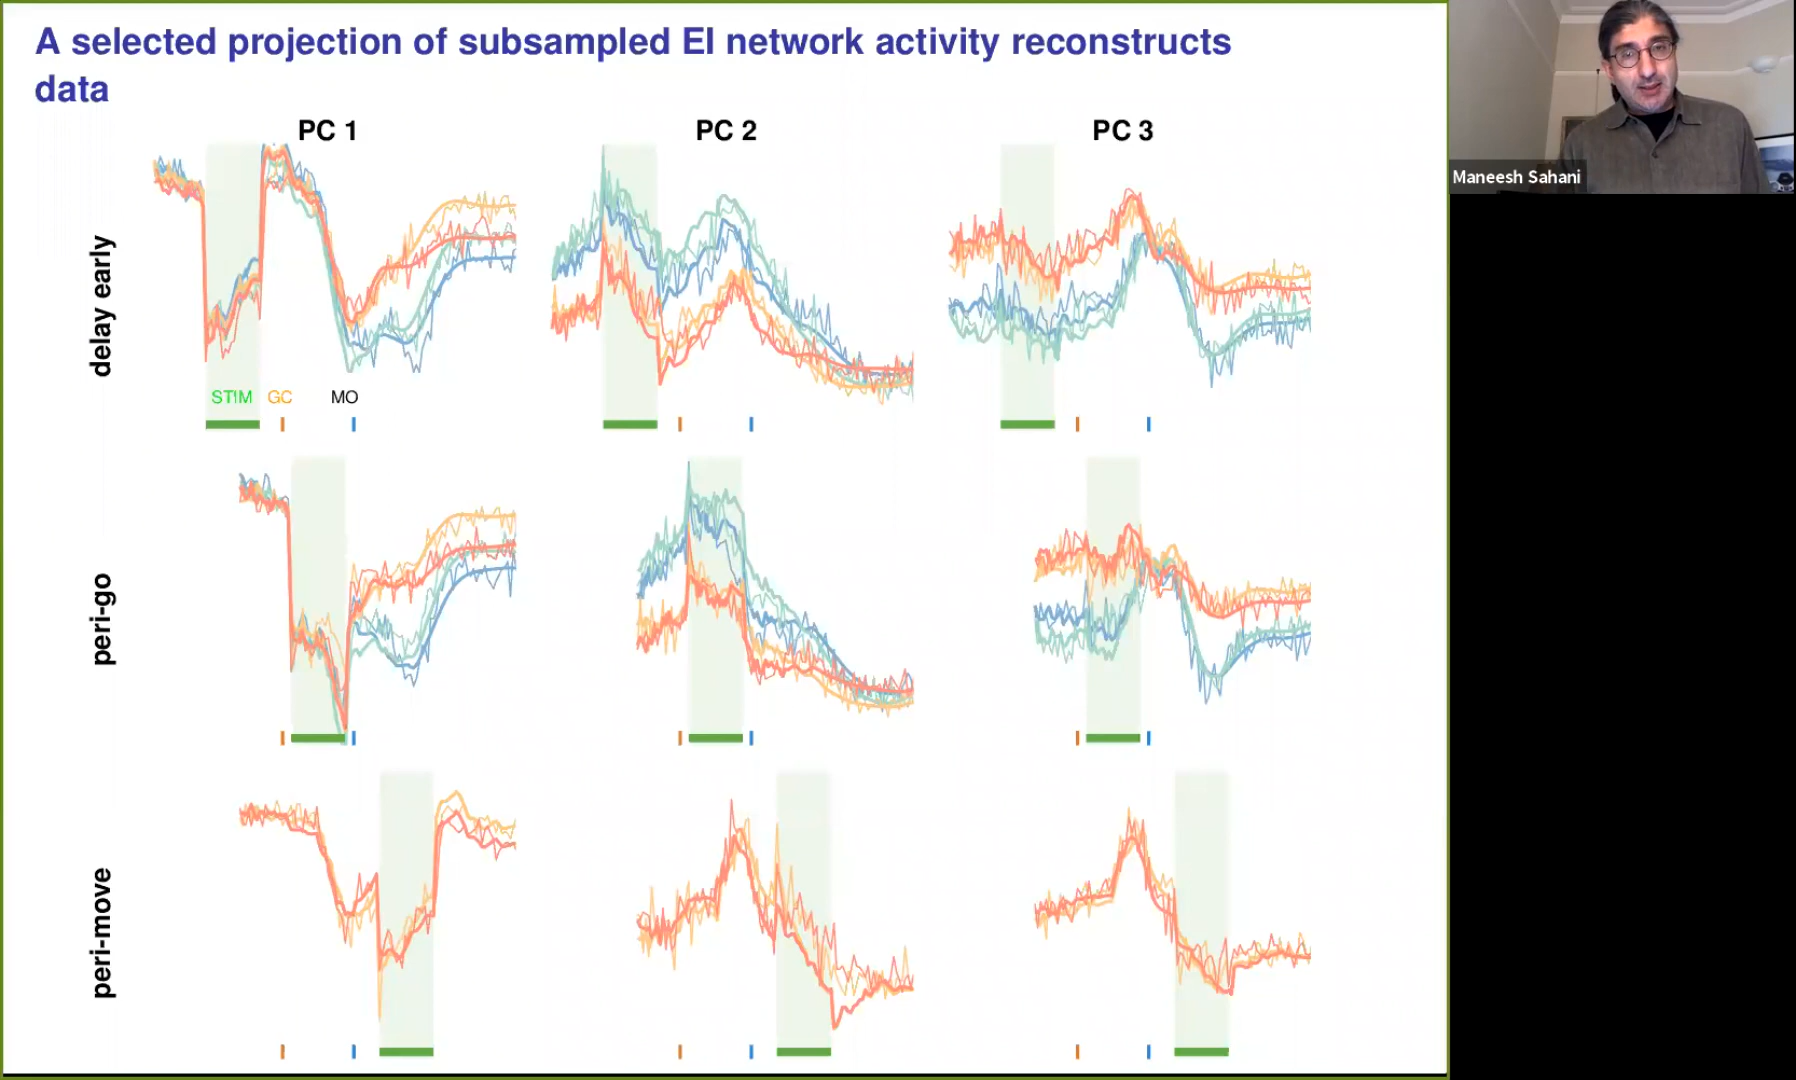 A selected projection of subsampled EI network activity reconstructs
data
PC 1
PC 2
PC 3
Maneesh Sahani
delay early
STIM
GC
MO
peri-go
peri-move